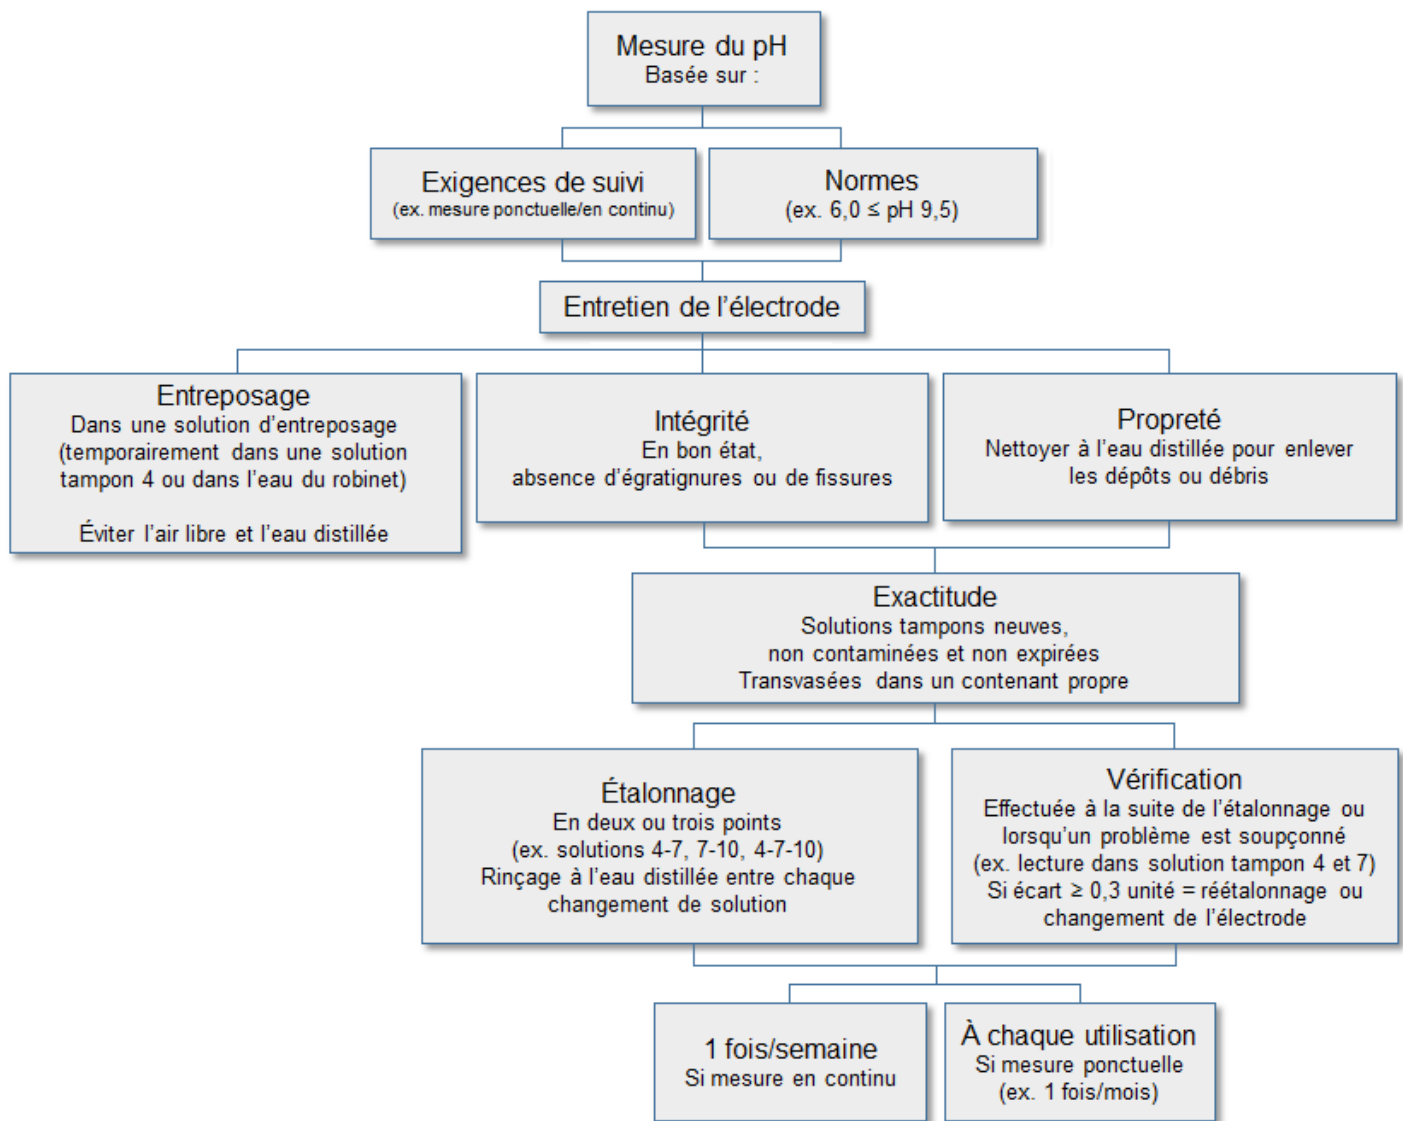 Mesure du pH
Basée sur :
Exigences de suivi
(ex. mesure ponctuelle/en continu)
Normes
(ex. 6,0 ≤ pH 9,5)
Entretien de l’électrode
Entreposage
Dans une solution d’entreposage
(temporairement dans une solution
tampon 4 ou dans l’eau du robinet)
Éviter l’air libre et l’eau distillée
Intégrité
En bon état,
absence d’égratignures ou de fissures
Propreté
Nettoyer à l’eau distillée pour enlever
les dépôts ou débris
Exactitude
Solutions tampons neuves,
non contaminées et non expirées
Transvasées dans un contenant propre
Étalonnage
En deux ou trois points
(ex. solutions 4-7, 7-10, 4-7-10)
Rinçage à l’eau distillée entre chaque
changement de solution
Vérification
Effectuée à la suite de l’étalonnage ou
lorsqu’un problème est soupçonné
(ex. lecture dans solution tampon 4 et 7)
Si écart ≥ 0,3 unité = réétalonnage ou
changement de l’électrode
1 fois/semaine
Si mesure en continu
À chaque utilisation
Si mesure ponctuelle
(ex. 1 fois/mois)